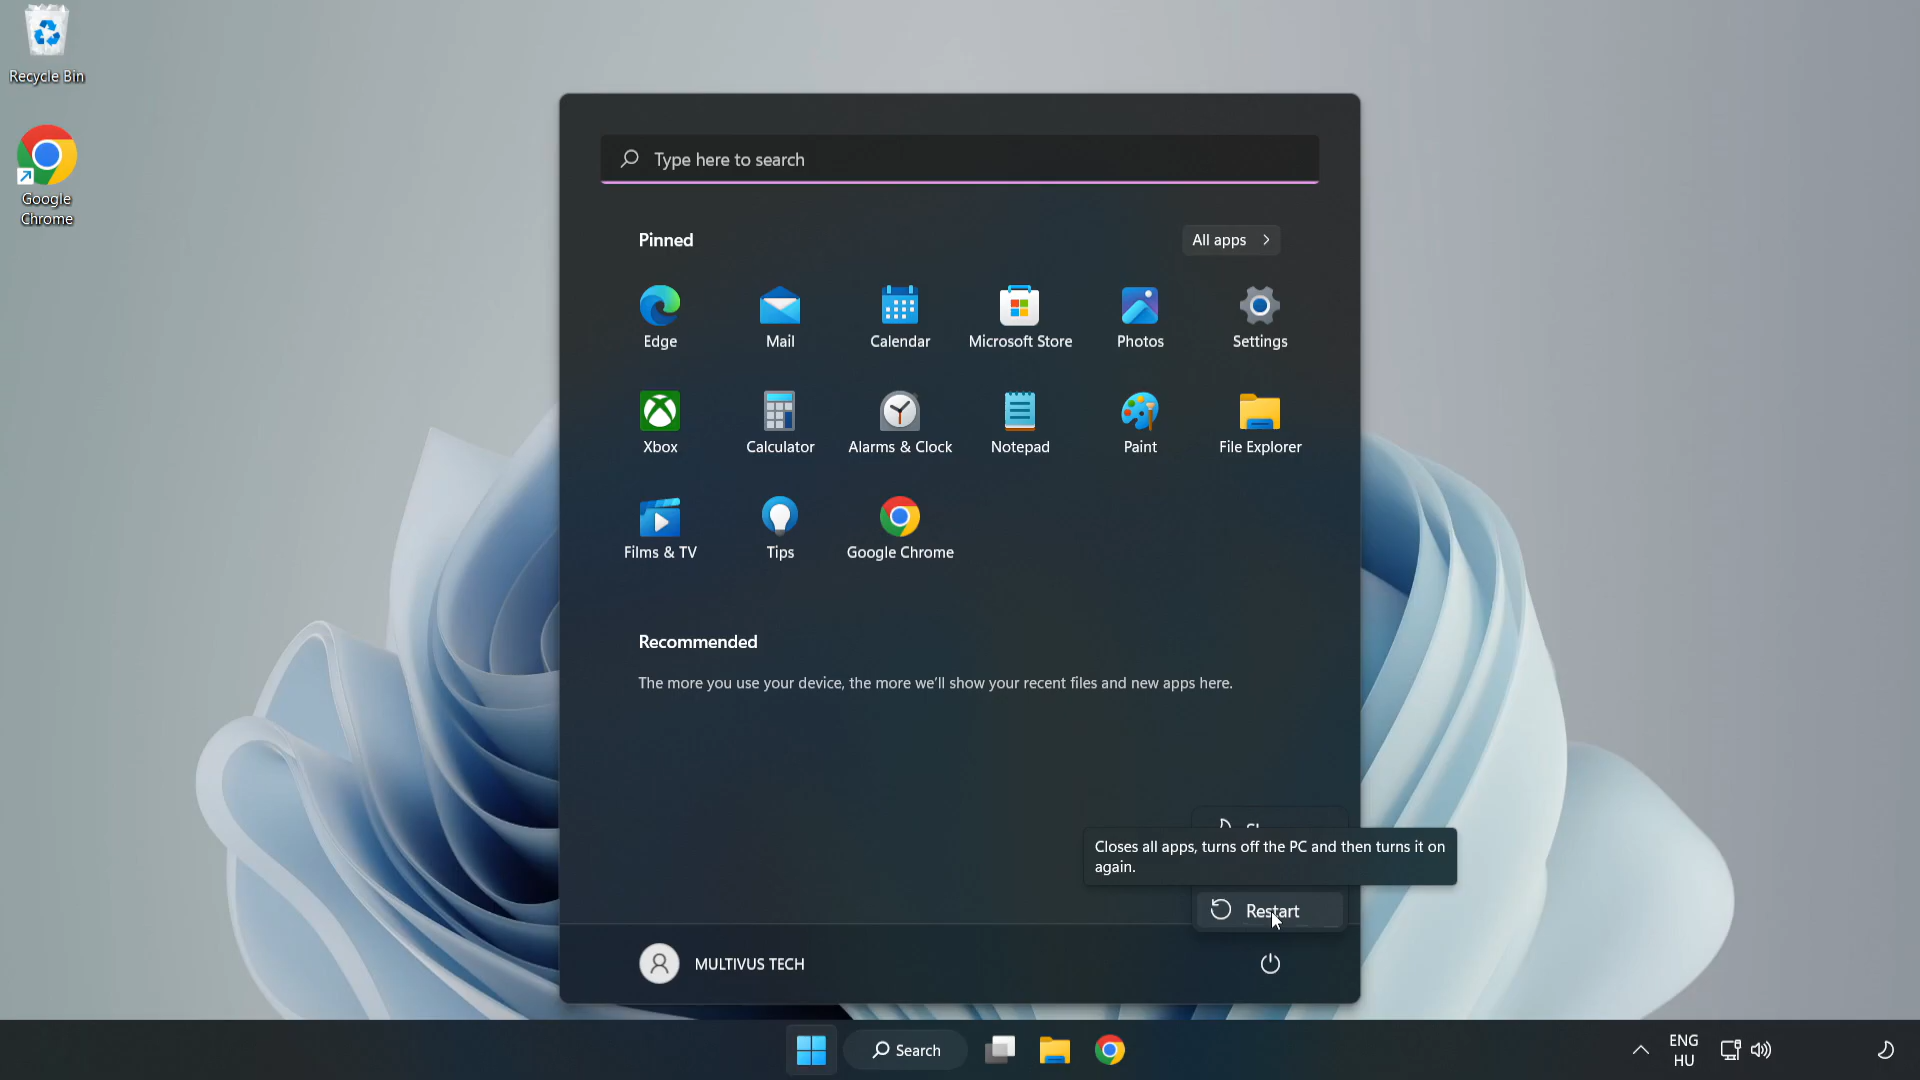 Recycle Bin
Google
Chrome
Type here to search
Pinned
All apps
Edge
Mail
Calendar
Microsoft Store
Photos
Settings
Xbox
Calculator
Alarms & Clock
Notepad
Paint
File Explorer
Films & TV
Tips
Google Chrome
Recommended
The more you use your device, the more we'll show your recent files and new apps here.
Closes all apps, turns off the PC and then turns it on
again.
Restart
MULTIVUS TECH
Search
ENG
HU